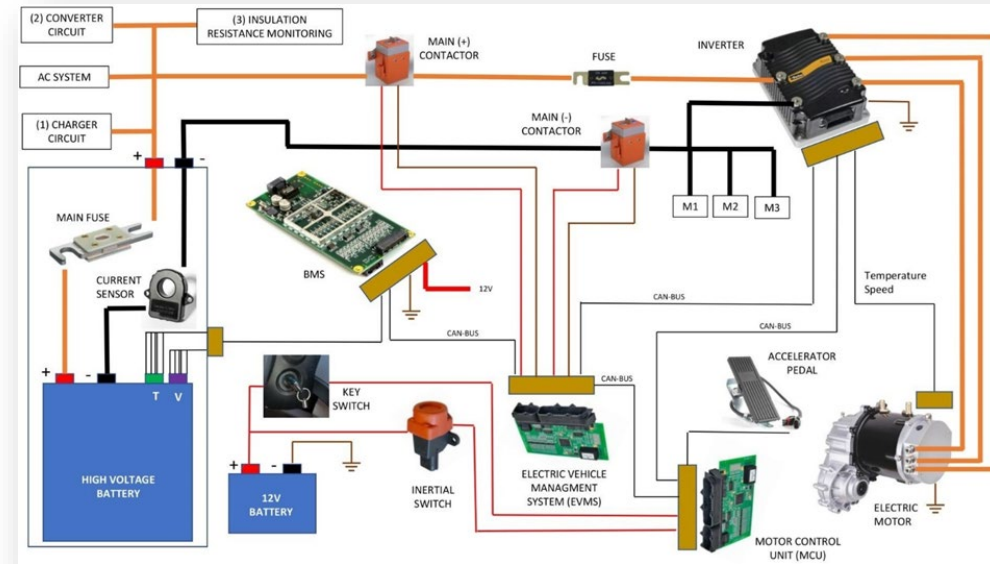 (2) CONVERTER
CIRCUIT
(3) INSULATION
RESISTANCE MONITORING
MAIN (+)
CONTACTOR
FUSE
INVERTER
AC SYSTEM
(1) CHARGER
CIRCUIT
MAIN (-)
CONTACTOR
+
-
M1
M2
M3
MAIN FUSE
BMS
12V
CURRENT
SENSOR
Temperature
Speed
CAN-BUS
CAN-BUS
CAN-BUS
CAN-BUS
ACCELERATOR
PEDAL
+
-
T
V
KEY
SWITCH
HIGH VOLTAGE
BATTERY
+
-
12V
BATTERY
INERTIAL
SWITCH
ELECTRIC VEHICLE
MANAGMENT
SYSTEM (EVMS)
ELECTRIC
MOTOR
MOTOR CONTROL
UNIT (MCU)